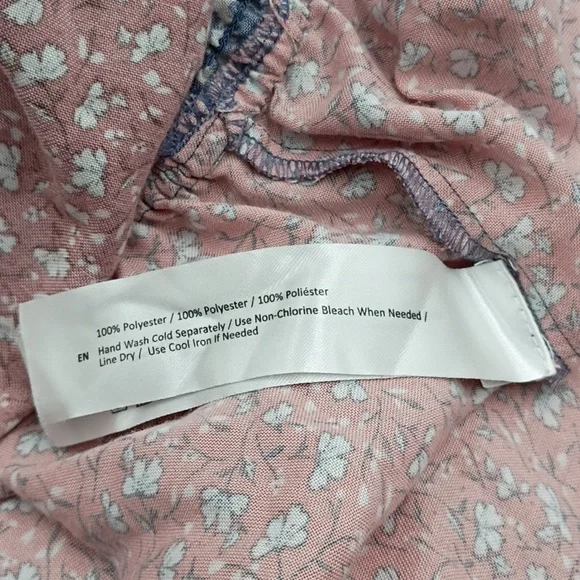 100% Polyester / 100% Polyester / 100% Poliéster
EN Hand Wash Cold Separately / Use Non-Chlorine Bleach When Needed /
Line Dry / Use Cool Iron If Needed